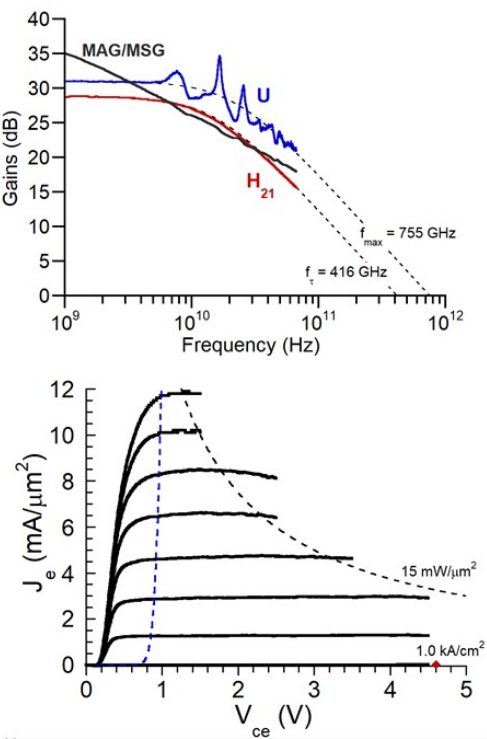 40
35
30
25
20
15
10
5
0
Gains (dB)
MAG/MSG
U
H21
fmax = 755 GHz
fτ = 416 GHz
10^9
10^10
10^11
10^12
Frequency (Hz)
12
10
8
6
4
2
0
Je (mA/μm²)
15 mW/μm²
1.0 kA/cm²
0
1
2
3
4
5
Vce (V)